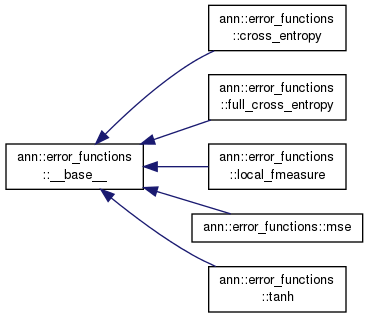 ann::error_functions
::cross_entropy
ann::error_functions
::full_cross_entropy
ann::error_functions
::__base__
ann::error_functions
::local_fmeasure
ann::error_functions::mse
ann::error_functions
::tanh